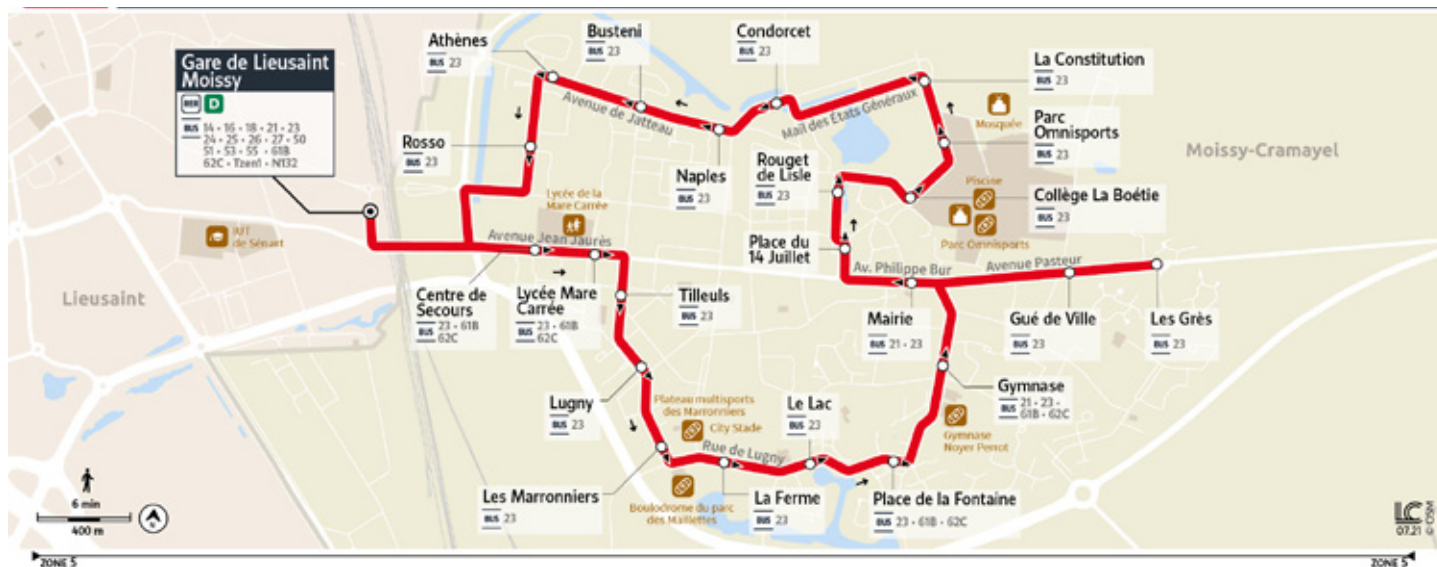 Gare de Lieusaint
Moissy
RER D
BUS 14 • 16 • 18 • 21 • 23
24 • 25 • 26 • 27 • 50
51 • 53 • 55 • 61B
62C • Tzen1 • N132
Athènes
BUS 23
Busteni
BUS 23
Condorcet
BUS 23
La Constitution
BUS 23
Avenue de Jatteau
Mail des Etats Généraux
Mosquée
Parc
Omnisports
BUS 23
Rosso
BUS 23
Naples
BUS 23
Rouget
de Lisle
BUS 23
Moissy-Cramayel
Piscine
Collège La Boétie
BUS 23
Lycée de la
Mare Carrée
IUT
de Sénart
Avenue Jean Jaurès
Place du
14 Juillet
BUS 23
Parc Omnisports
Av. Philippe Bur
Avenue Pasteur
Lieusaint
Centre de
Secours
BUS 23 • 61B
62C
Lycée Mare
Carrée
BUS 23 • 61B
62C
Tilleuls
BUS 23
Mairie
BUS 21 • 23
Gué de Ville
BUS 23
Les Grès
BUS 23
Lugny
BUS 23
Plateau multisports
des Marronniers
City Stade
Le Lac
BUS 23
Gymnase
BUS 21 • 23 •
61B • 62C
Gymnase
Noyer Perrot
Rue de Lugny
Les Marronniers
BUS 23
Boulodrome du parc
des Maillettes
La Ferme
BUS 23
Place de la Fontaine
BUS 23 • 61B • 62C
6 min
400 m
LC
07.21
© CISM
ZONE 5
ZONE 5